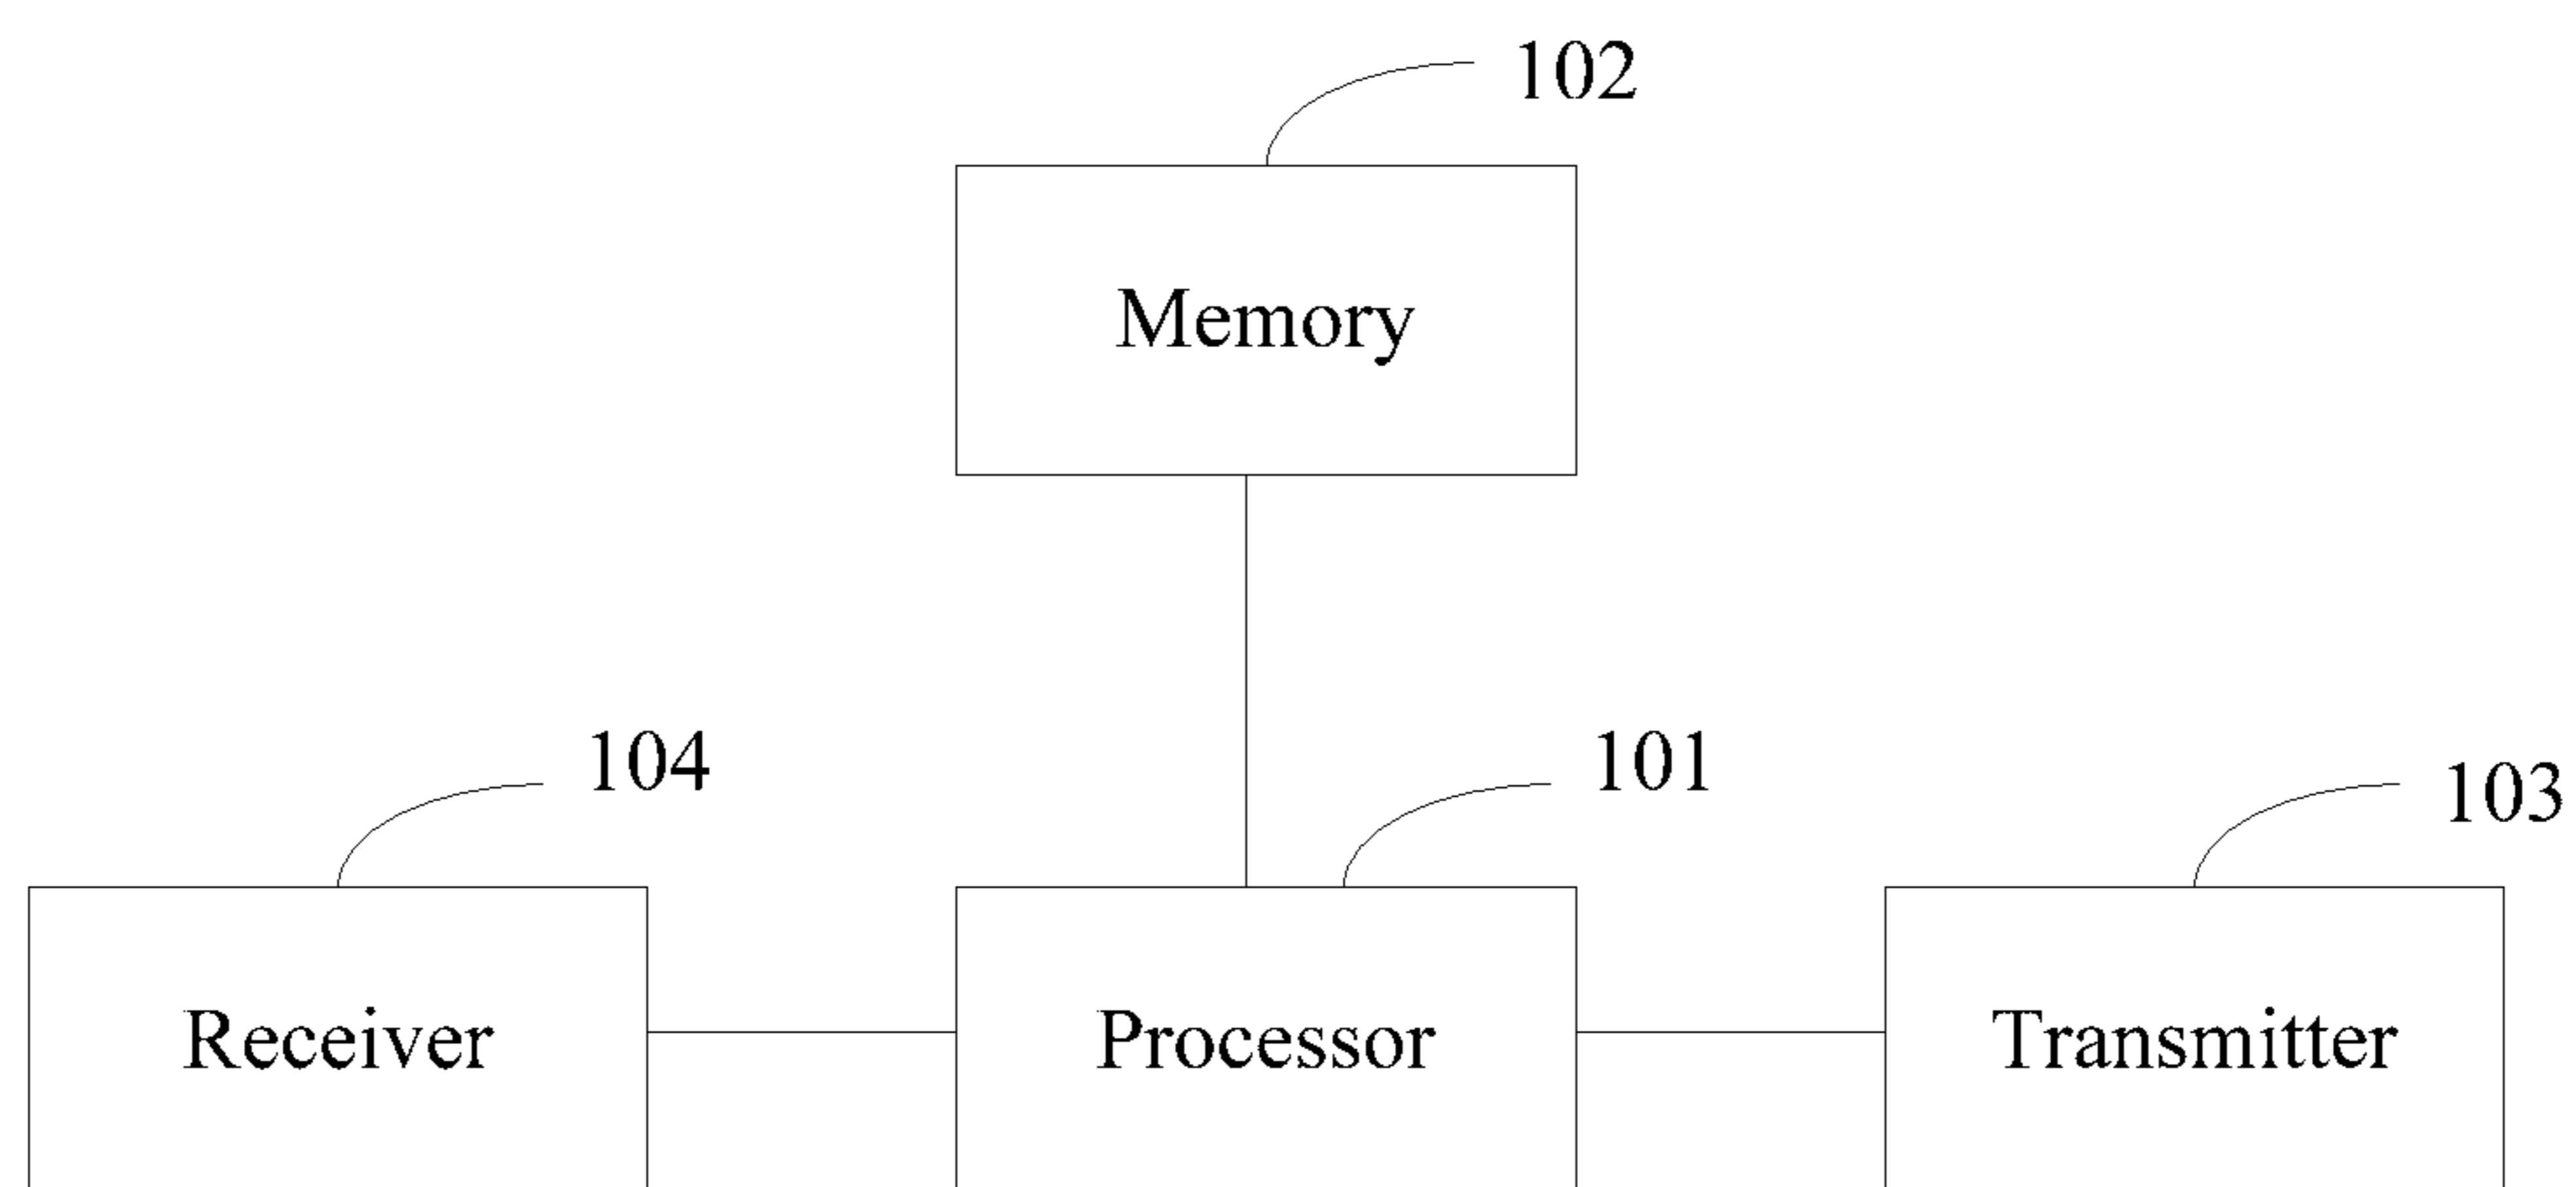 102
Memory
104
101
103
Receiver
Processor
Transmitter